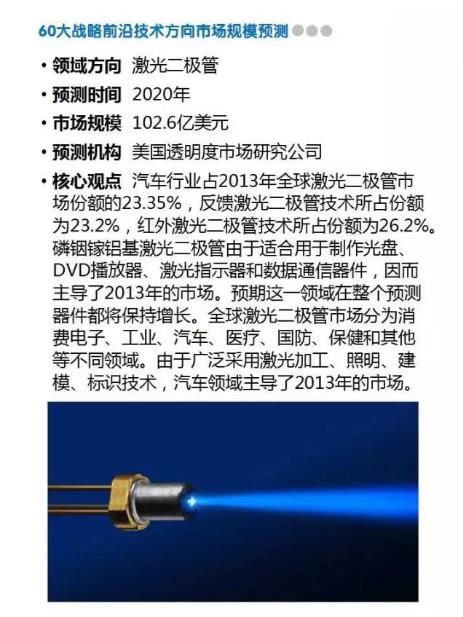 60大战略前沿技术方向市场规模预测
• 领域方向 激光二极管
• 预测时间 2020年
• 市场规模 102.6亿美元
• 预测机构 美国透明度市场研究公司
• 核心观点 汽车行业占2013年全球激光二极管市
场份额的23.35%，反馈激光二极管技术所占份额
为23.2%，红外激光二极管技术所占份额为26.2%。
磷铟镓铝基激光二极管由于适合用于制作光盘、
DVD播放器、激光指示器和数据通信器件，因而
主导了2013年的市场。预期这一领域在整个预测
器件都将保持增长。全球激光二极管市场分为消
费电子、工业、汽车、医疗、国防、保健和其他
等不同领域。由于广泛采用激光加工、照明、建
模、标识技术，汽车领域主导了2013年的市场。